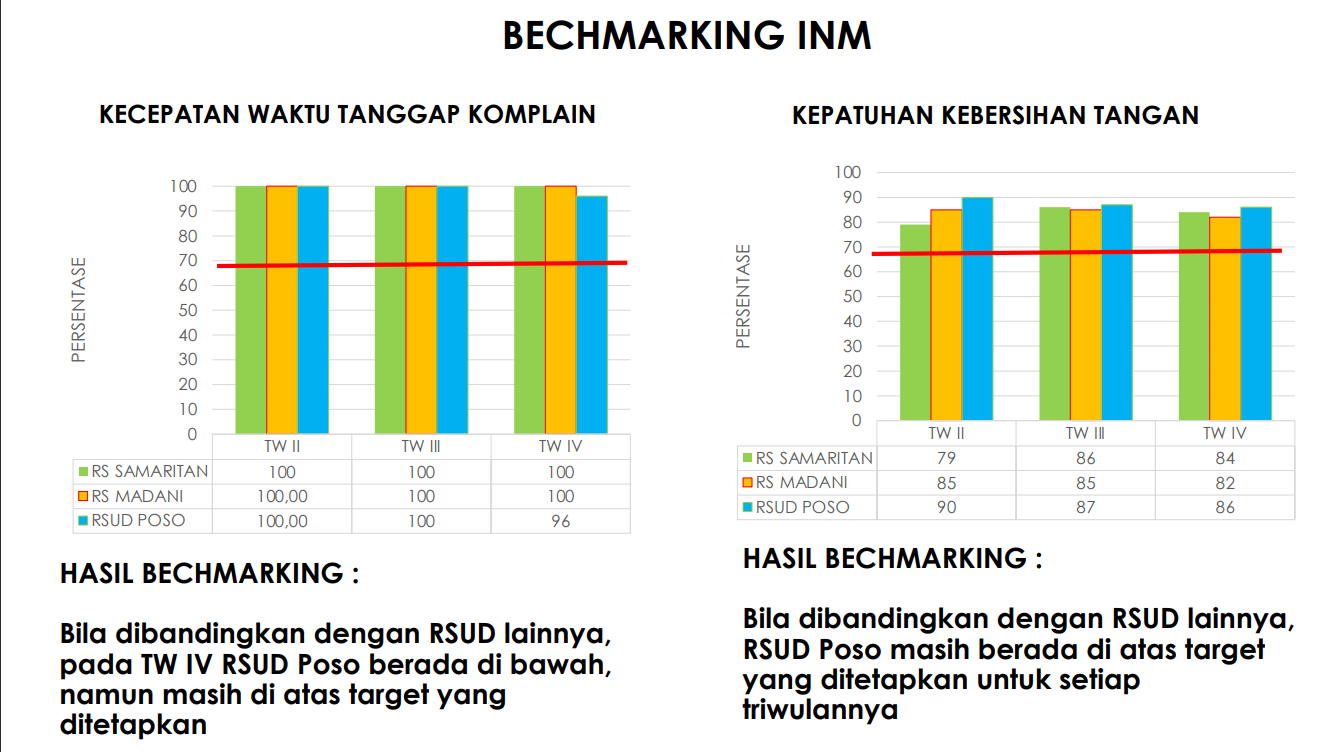 BECHMARKING INM
KECEPATAN WAKTU TANGGAP KOMPLAIN
PERSENTASE
100
90
80
70
60
50
40
30
20
10
0
TW II TW III TW IV
RS SAMARITAN 100 100 100
RS MADANI 100,00 100 100
RSUD POSO 100,00 100 96
HASIL BECHMARKING :
Bila dibandingkan dengan RSUD lainnya,
pada TW IV RSUD Poso berada di bawah,
namun masih di atas target yang
ditetapkan
KEPATUHAN KEBERSIHAN TANGAN
PERSENTASE
100
90
80
70
60
50
40
30
20
10
0
TW II TW III TW IV
RS SAMARITAN 79 86 84
RS MADANI 85 85 82
RSUD POSO 90 87 86
HASIL BECHMARKING :
Bila dibandingkan dengan RSUD lainnya,
RSUD Poso masih berada di atas target
yang ditetapkan untuk setiap
triwulannya